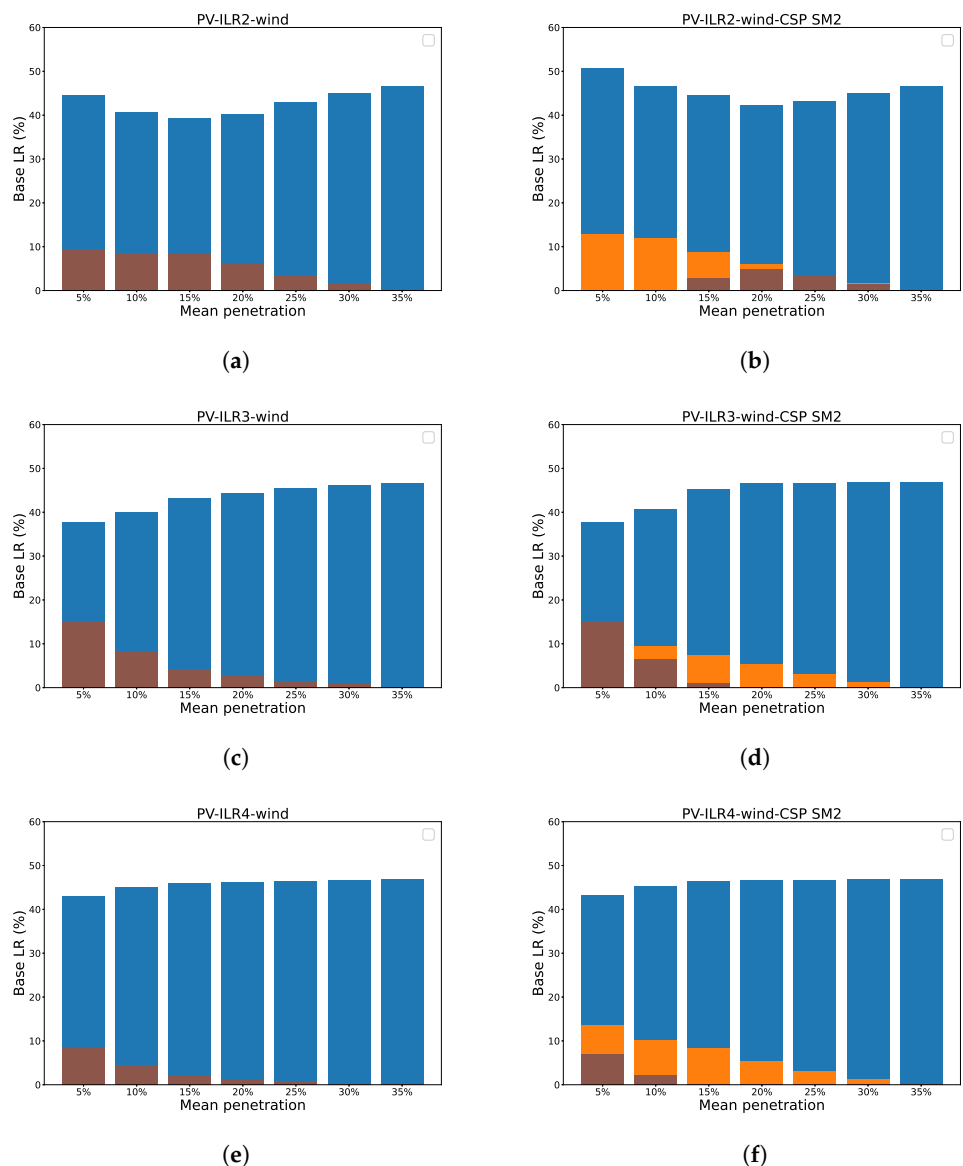 PV-ILR2-wind
60
50
40
30
20
10
0
Base LR (%)
5% 10% 15% 20% 25% 30% 35%
Mean penetration
(a)
PV-ILR2-wind-CSP SM2
60
50
40
30
20
10
0
Base LR (%)
5% 10% 15% 20% 25% 30% 35%
Mean penetration
(b)
PV-ILR3-wind
60
50
40
30
20
10
0
Base LR (%)
5% 10% 15% 20% 25% 30% 35%
Mean penetration
(c)
PV-ILR3-wind-CSP SM2
60
50
40
30
20
10
0
Base LR (%)
5% 10% 15% 20% 25% 30% 35%
Mean penetration
(d)
PV-ILR4-wind
60
50
40
30
20
10
0
Base LR (%)
5% 10% 15% 20% 25% 30% 35%
Mean penetration
(e)
PV-ILR4-wind-CSP SM2
60
50
40
30
20
10
0
Base LR (%)
5% 10% 15% 20% 25% 30% 35%
Mean penetration
(f)